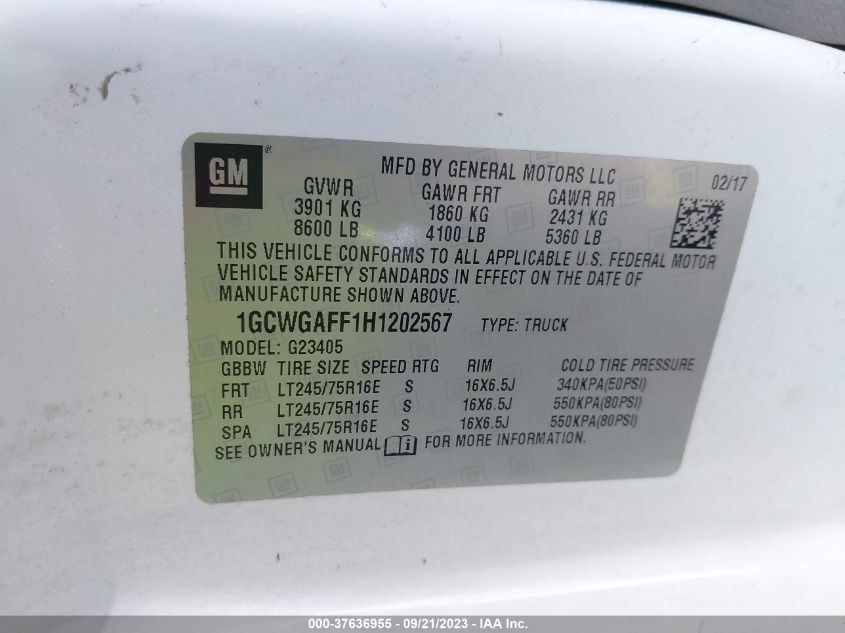 GM®
MFD BY GENERAL MOTORS LLC 02/17
GVWR GAWR FRT GAWR RR
3901 KG 1860 KG 2431 KG
8600 LB 4100 LB 5360 LB
THIS VEHICLE CONFORMS TO ALL APPLICABLE U.S. FEDERAL MOTOR
VEHICLE SAFETY STANDARDS IN EFFECT ON THE DATE OF
MANUFACTURE SHOWN ABOVE.
1GCWGAFF1H1202567 TYPE: TRUCK
MODEL: G23405
GBBW TIRE SIZE SPEED RTG RIM COLD TIRE PRESSURE
FRT LT245/75R16E S 16X6.5J 340KPA(50PSI)
RR LT245/75R16E S 16X6.5J 550KPA(80PSI)
SPA LT245/75R16E S 16X6.5J 550KPA(80PSI)
SEE OWNER'S MANUAL i FOR MORE INFORMATION.
000-37636955 - 09/21/2023 - IAA Inc.